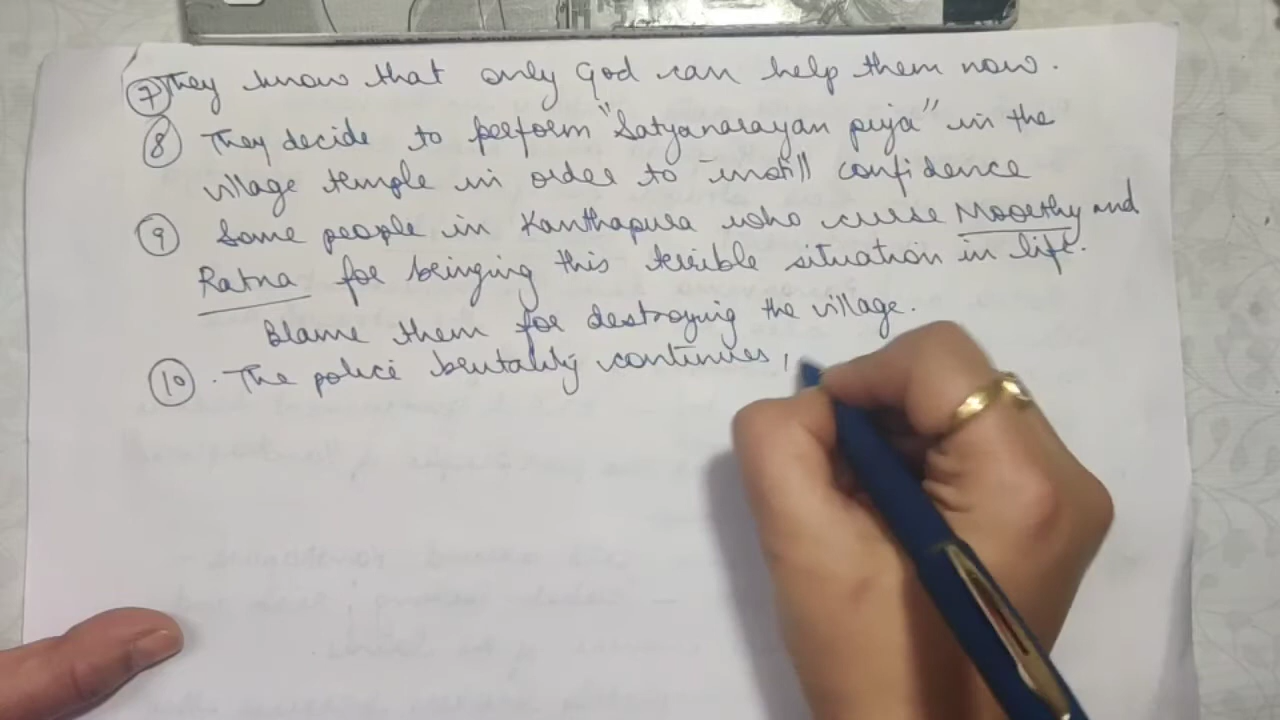 ⑦ They know that only God can help them now.
⑧ They decide to perform "Satyanarayan puja" in the
village temple in order to instill confidence
⑨ Some people in Kanthapura who curse Moorthy and
Ratna for bringing this terrible situation in life.
Blame them for destroying the village.
⑩. The police brutality continues,